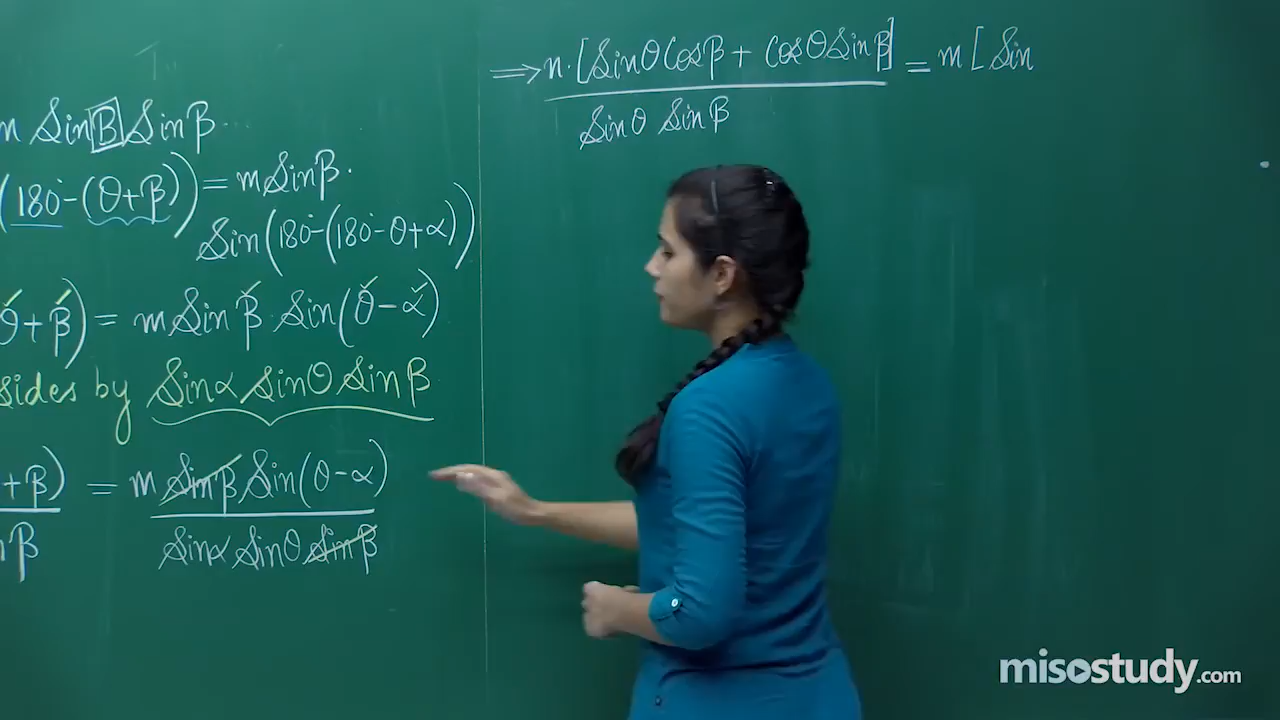 m Sin B Sin β
(180° - (θ + β)) = m Sin β.
Sin (180° - (180° - θ + α))
θ + β) = m Sin β Sin (θ - α)
sides by Sin α Sin θ Sin β
+ β) = m Sin β Sin (θ - α)
n β Sin α Sin θ Sin β
⟹ n. [Sin θ Cos β + Cos θ Sin β] = m [Sin
Sin θ Sin β
misostudy.com